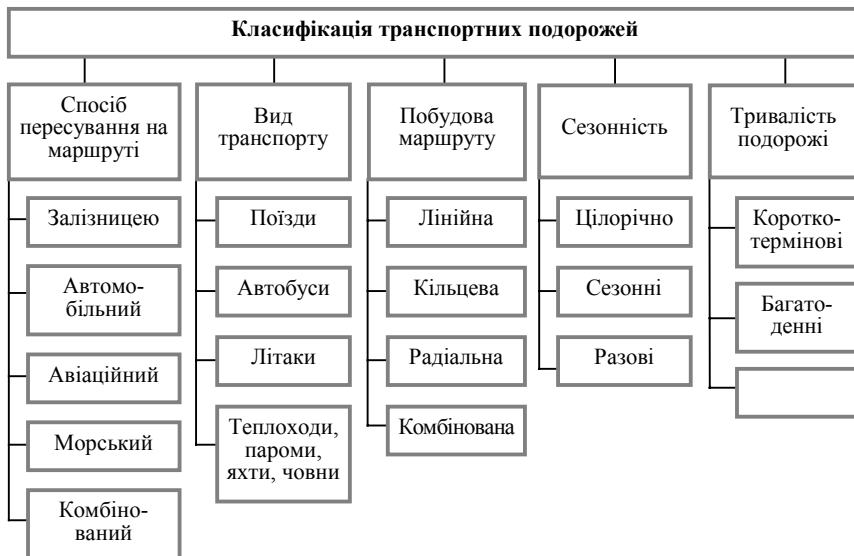 Класифікація транспортних подорожей
Спосіб
пересування на
маршруті
Залізницею
Автомо-
більний
Авіаційний
Морський
Комбіно-
ваний
Вид
транспорту
Поїзди
Автобуси
Літаки
Теплоходи,
пароми,
яхти, човни
Побудова
маршруту
Лінійна
Кільцева
Радіальна
Комбінована
Сезонність
Цілорічно
Сезонні
Разові
Тривалість
подорожі
Коротко-
термінові
Багато-
денні